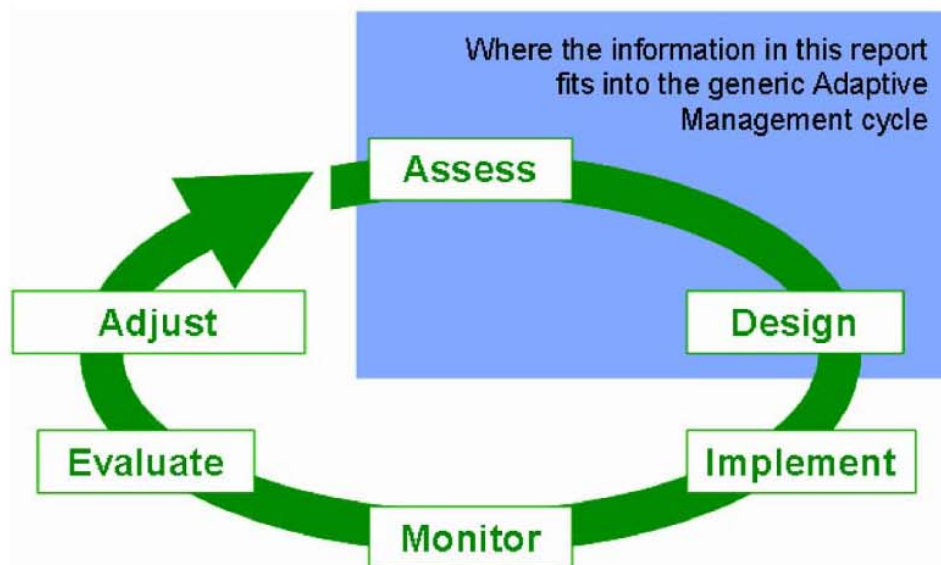 Where the information in this report
fits into the generic Adaptive
Management cycle
Assess
Adjust
Design
Evaluate
Implement
Monitor